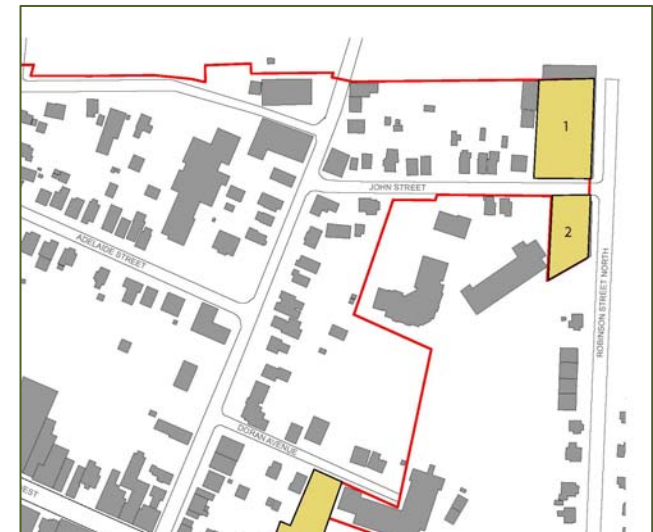 1
JOHN STREET
2
ADELAIDE STREET
ROBINSON STREET NORTH
DORAN AVENUE
EST